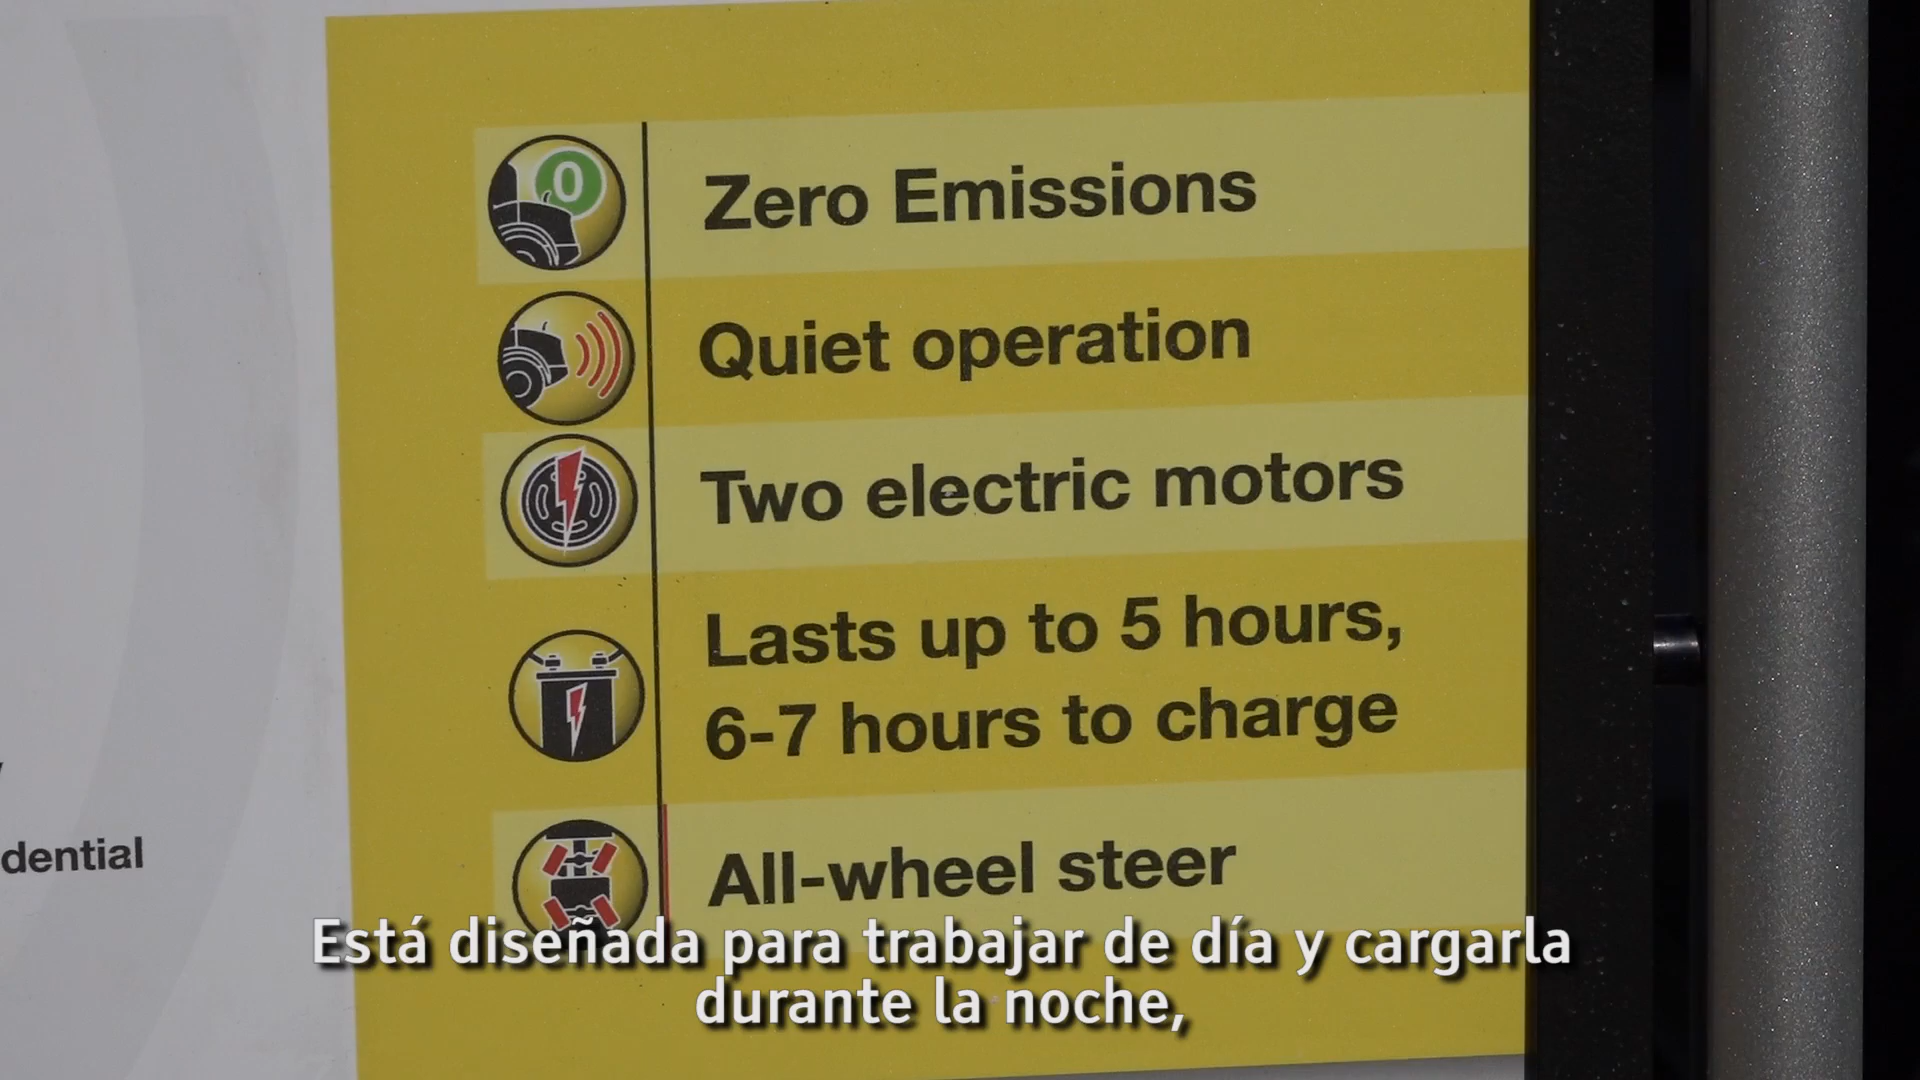 0
Zero Emissions
Quiet operation
Two electric motors
Lasts up to 5 hours,
6-7 hours to charge
All-wheel steer
dential
Está diseñada para trabajar de día y cargarla
durante la noche,